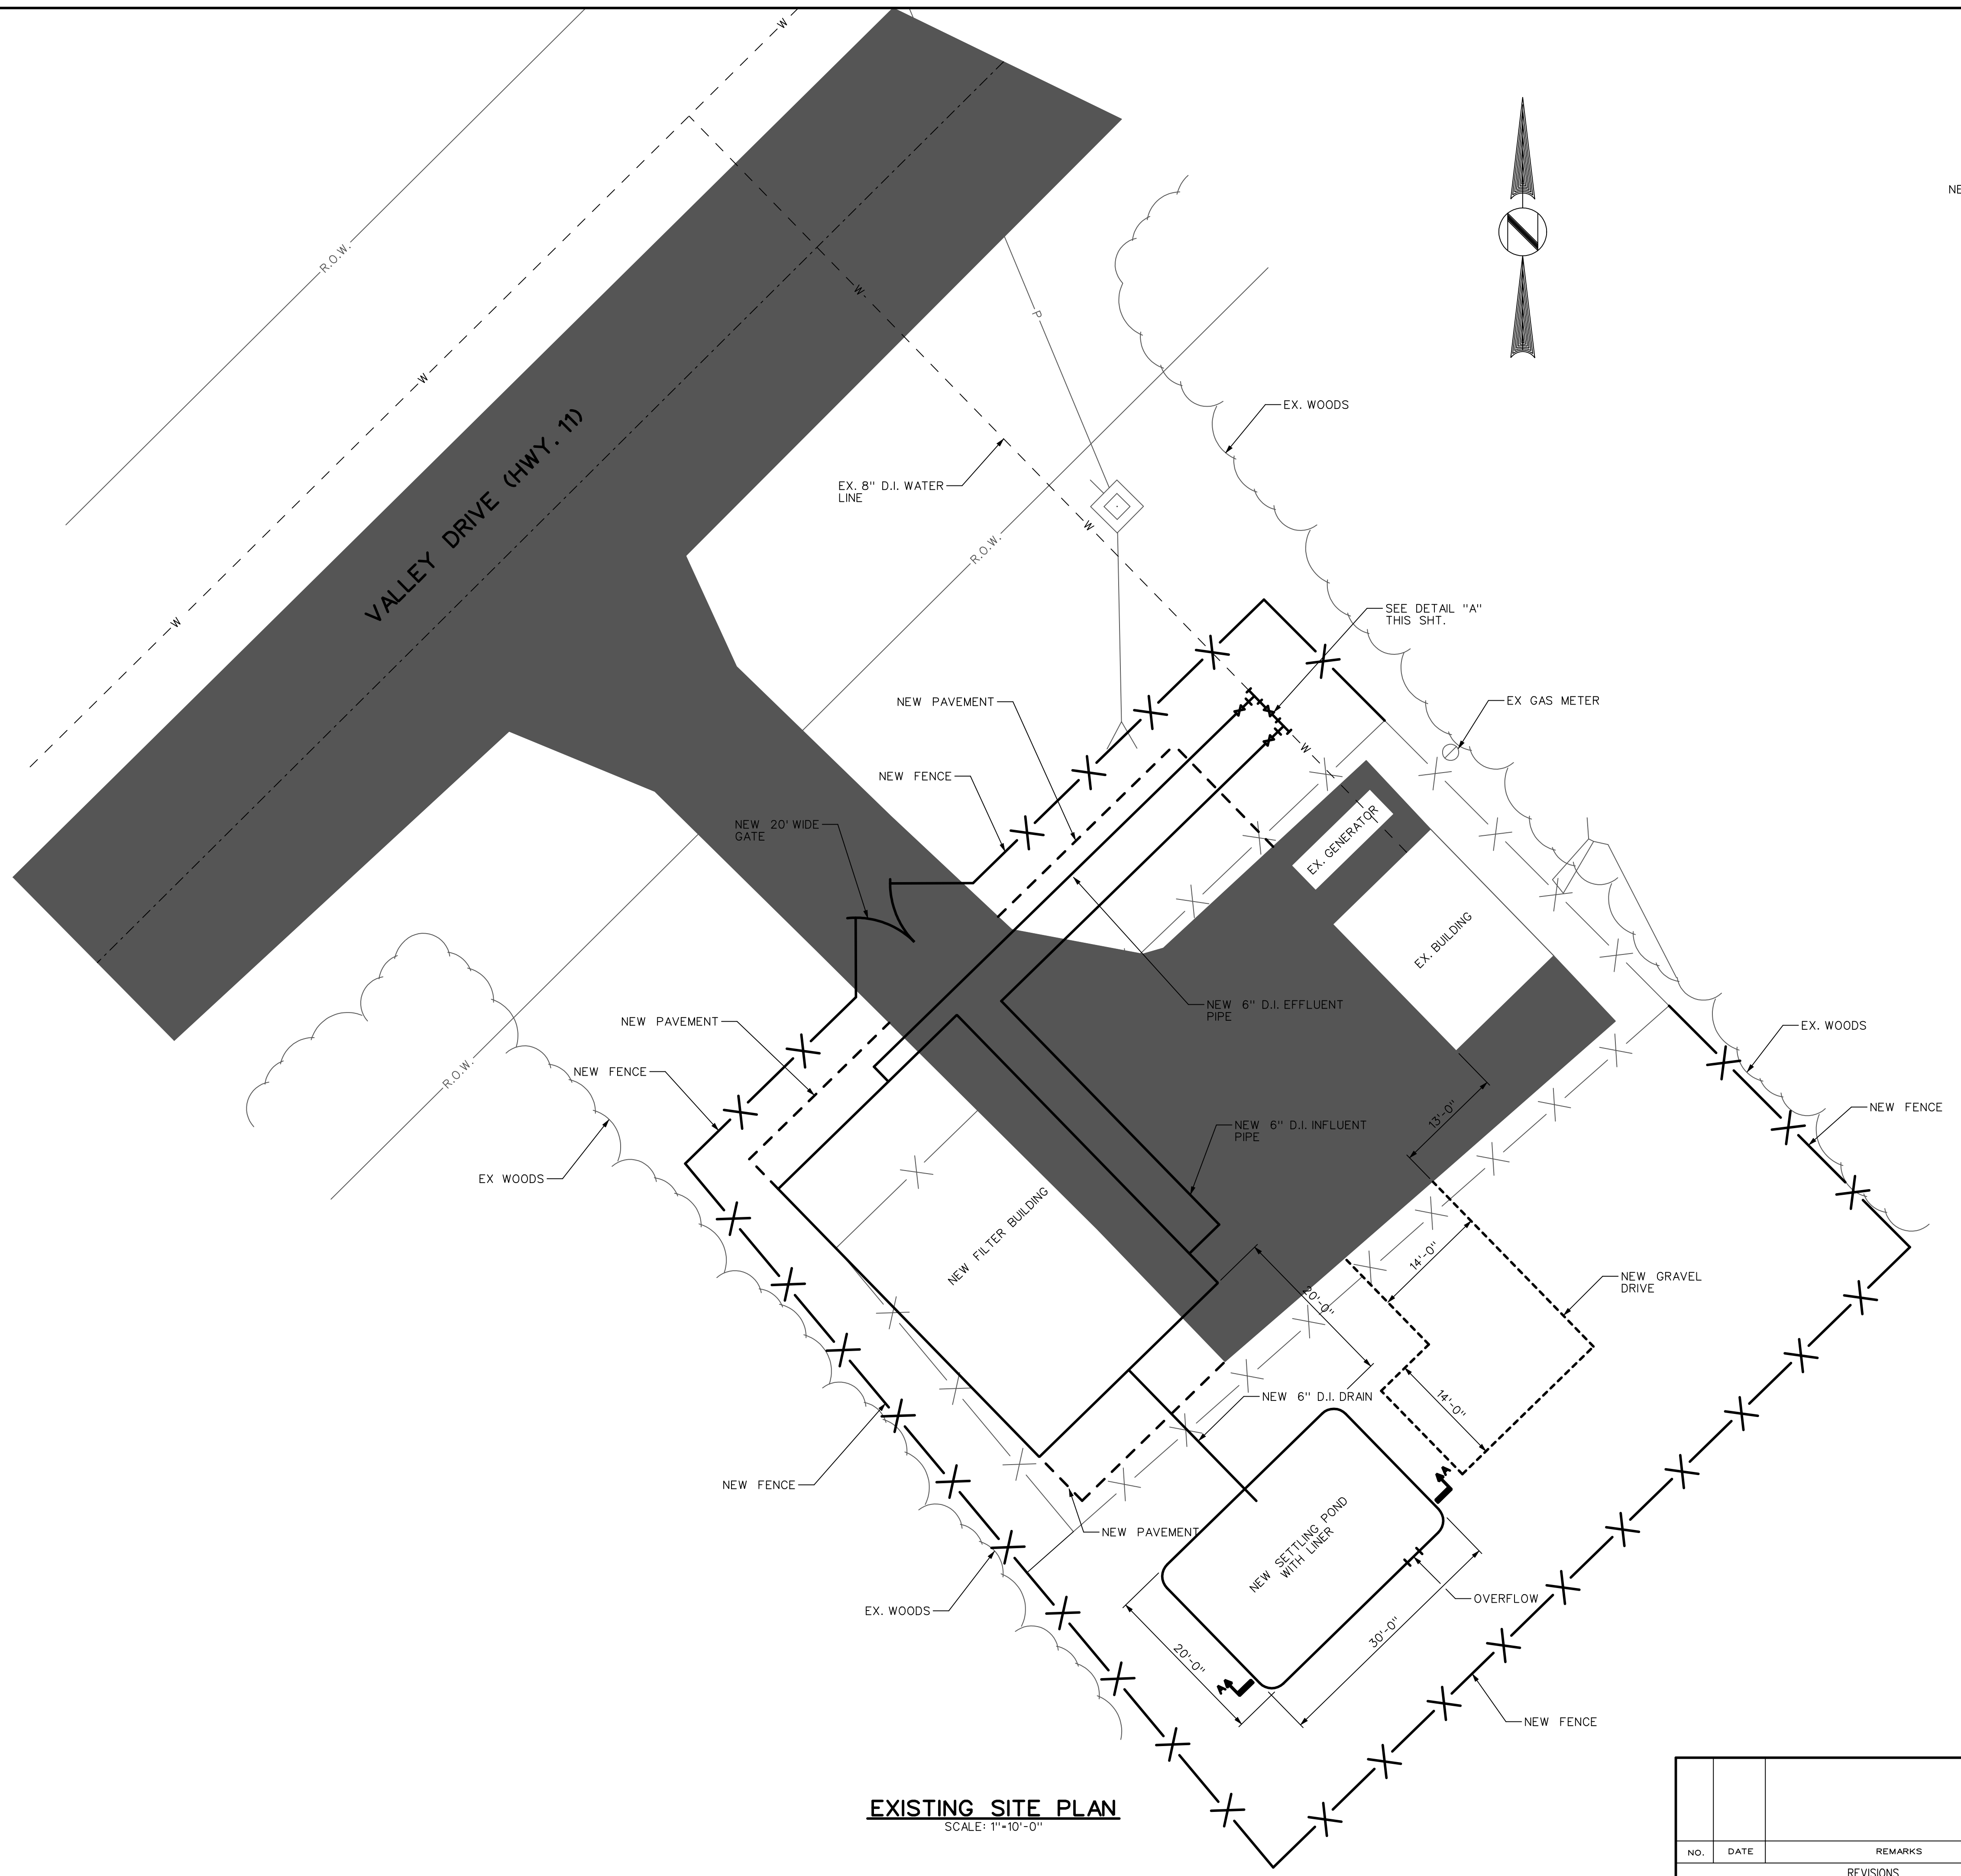 W
NE
R.O.W.
W
P
W
EX. WOODS
VALLEY DRIVE (HWY. 11)
EX. 8" D.I. WATER
LINE
W
R.O.W.
W
SEE DETAIL "A"
THIS SHT.
NEW PAVEMENT
EX GAS METER
W
NEW FENCE
NEW 20' WIDE
GATE
EX. GENERATOR
EX. BUILDING
NEW 6" D.I. EFFLUENT
PIPE
NEW PAVEMENT
EX. WOODS
NEW FENCE
R.O.W.
NEW FENCE
13'-0"
NEW 6" D.I. INFLUENT
PIPE
EX WOODS
NEW FILTER BUILDING
14'-0"
NEW GRAVEL
DRIVE
20'-0"
NEW 6" D.I. DRAIN
14'-0"
NEW FENCE
A
NEW PAVEMENT
NEW SETTLING POND
WITH LINER
OVERFLOW
EX. WOODS
30'-0"
20'-0"
A
NEW FENCE
EXISTING SITE PLAN
SCALE: 1"=10'-0"
NO. DATE REMARKS
REVISIONS